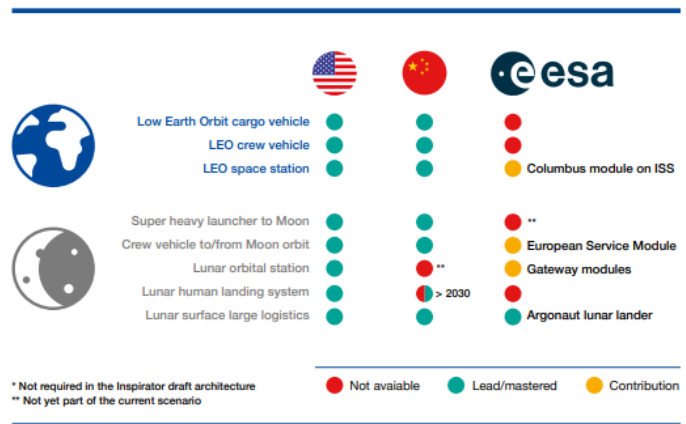 esa
Low Earth Orbit cargo vehicle
LEO crew vehicle
LEO space station Columbus module on ISS
Super heavy launcher to Moon **
Crew vehicle to/from Moon orbit European Service Module
Lunar orbital station ** Gateway modules
Lunar human landing system > 2030
Lunar surface large logistics Argonaut lunar lander
* Not required in the Inspirator draft architecture
** Not yet part of the current scenario
Not avaiable Lead/mastered Contribution